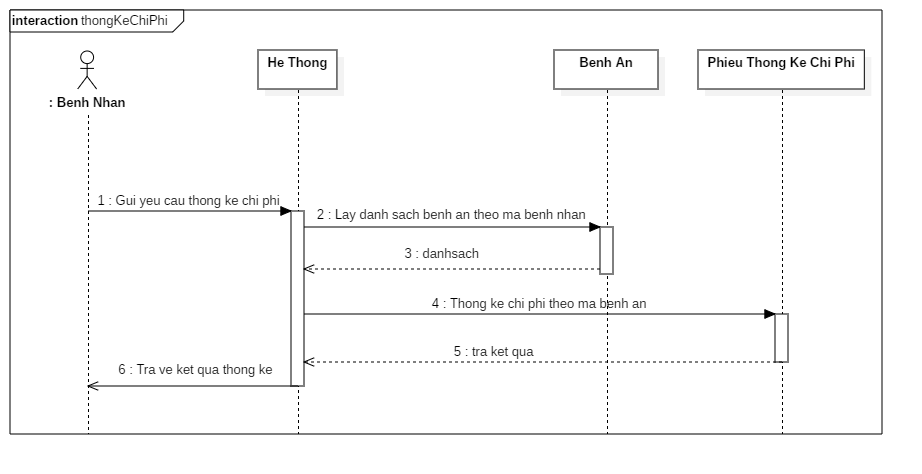 interaction thongKeChiPhi
: Benh Nhan
He Thong
Benh An
Phieu Thong Ke Chi Phi
1 : Gui yeu cau thong ke chi phi
2 : Lay danh sach benh an theo ma benh nhan
3 : danhsach
4 : Thong ke chi phi theo ma benh an
5 : tra ket qua
6 : Tra ve ket qua thong ke